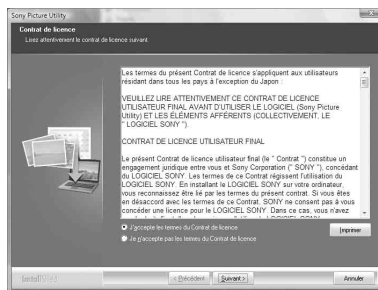 Sony Picture Utility
Contrat de licence
Lisez attentivement le contrat de licence suivant.
Les termes du présent Contrat de licence s'appliquent aux utilisateurs
résidant dans tous les pays à l'exception du Japon :
VEUILLEZ LIRE ATTENTIVEMENT CE CONTRAT DE LICENCE
UTILISATEUR FINAL AVANT D'UTILISER LE LOGICIEL (Sony Picture
Utility) ET LES ÉLÉMENTS AFFÉRENTS (COLLECTIVEMENT, LE
" LOGICIEL SONY ").
CONTRAT DE LICENCE UTILISATEUR FINAL
Le présent Contrat de licence utilisateur final (le " Contrat ") constitue un
engagement juridique entre vous et Sony Corporation (" SONY "), concédant
du LOGICIEL SONY. Les termes de ce Contrat régissent l'utilisation du
LOGICIEL SONY. En installant le LOGICIEL SONY sur votre ordinateur,
vous reconnaissez être lié par les termes du présent contrat. Si vous êtes
en désaccord avec les termes de ce Contrat, SONY ne consent pas à vous
concéder une licence pour le LOGICIEL SONY. Dans ce cas, vous n'avez
J'accepte les termes du Contrat de licence
Je n'accepte pas les termes du Contrat de licence
Imprimer
< Précédent
Suivant >
Annuler